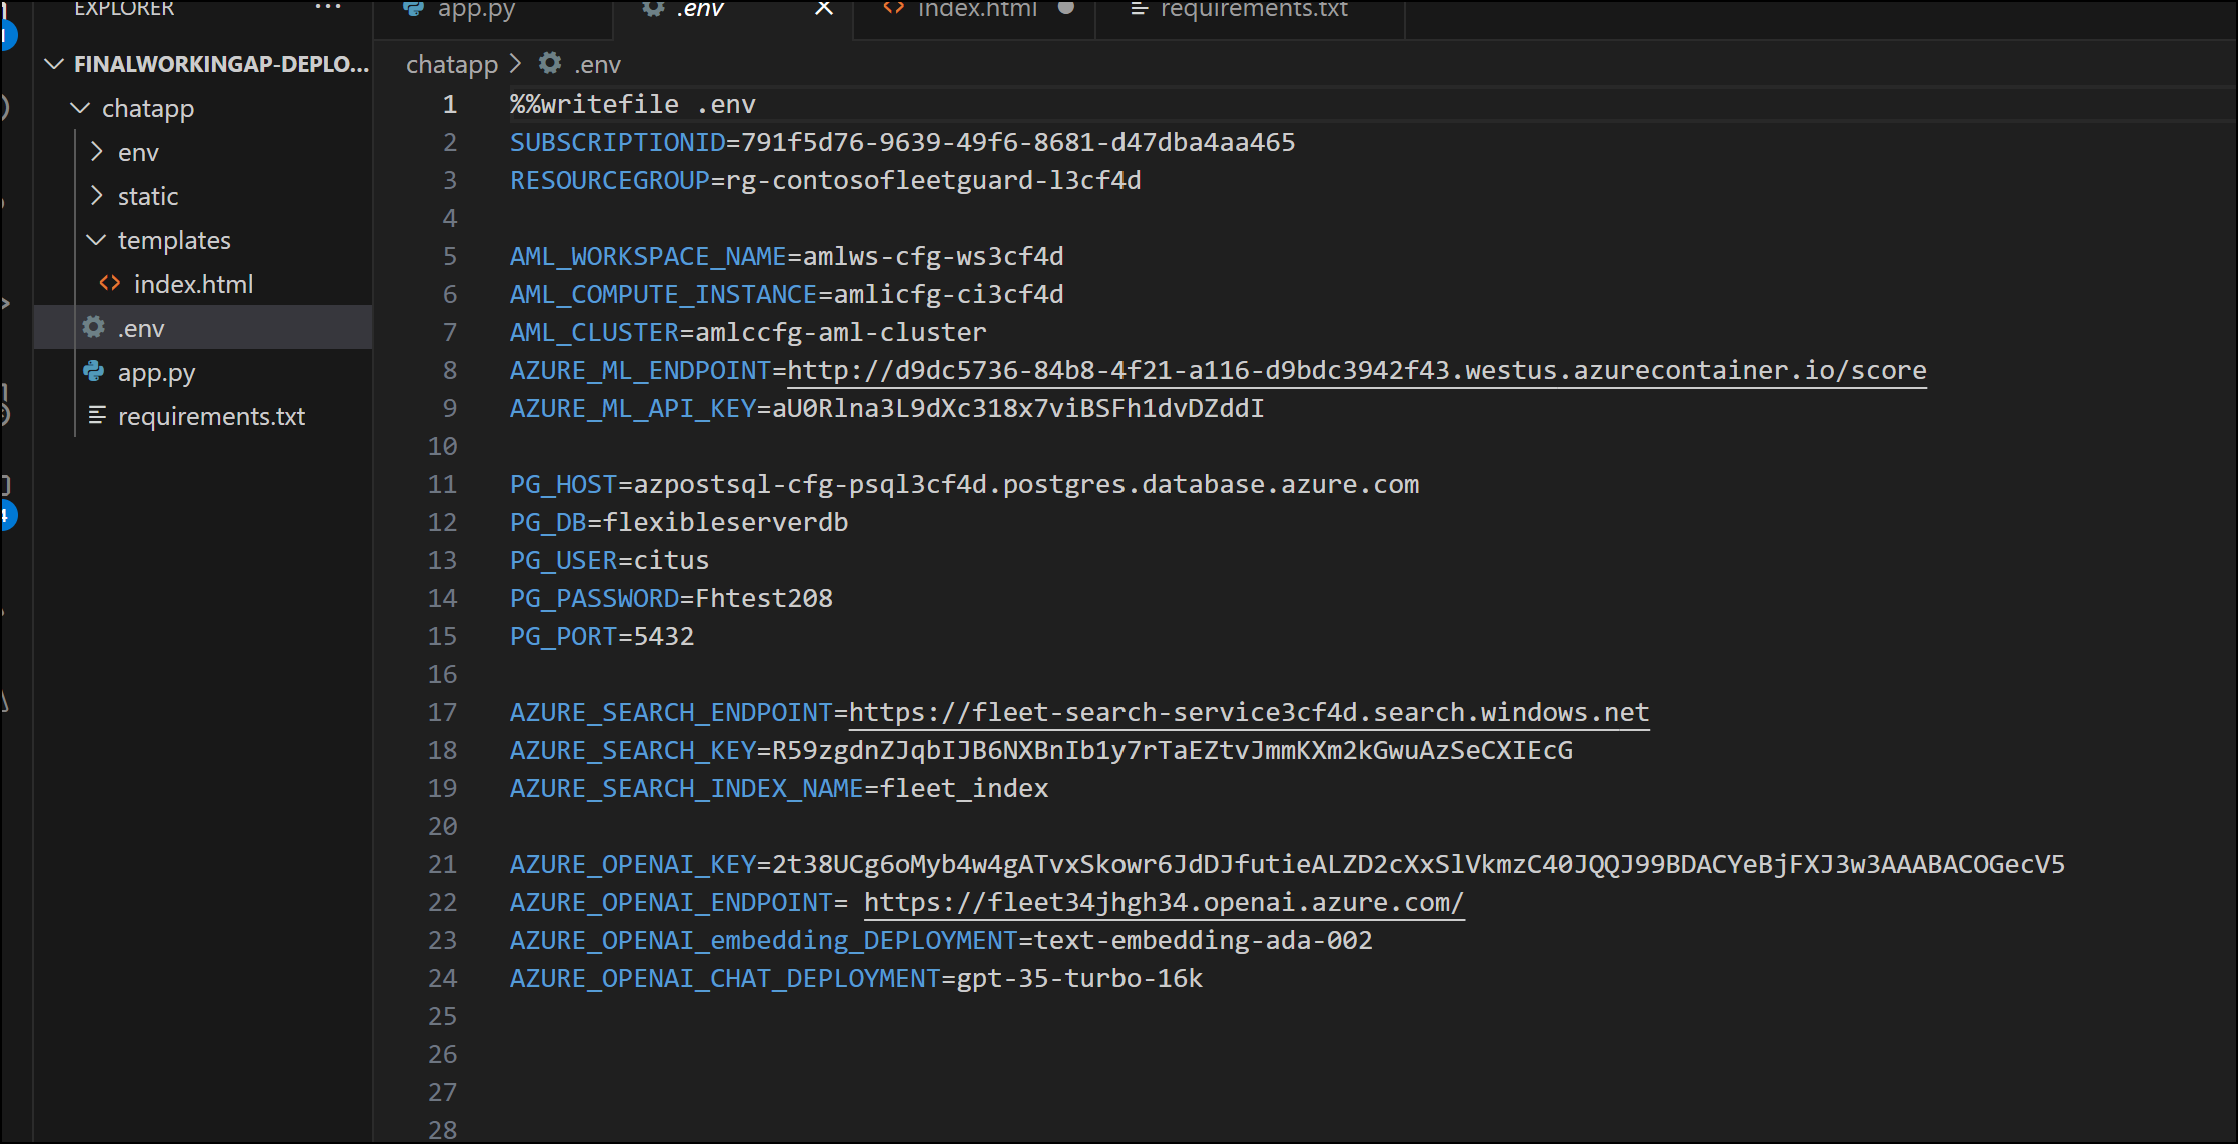 EXPLORER
...
app.py
.env
index.html
requirements.txt
FINALWORKINGAP-DEPLO...
chatapp
env
static
templates
index.html
.env
app.py
requirements.txt
1
4
chatapp > .env
1 %%writefile .env
2 SUBSCRIPTIONID=791f5d76-9639-49f6-8681-d47dba4aa465
3 RESOURCEGROUP=rg-contosofleetguard-l3cf4d
4
5 AML_WORKSPACE_NAME=amlws-cfg-ws3cf4d
6 AML_COMPUTE_INSTANCE=amlicfg-ci3cf4d
7 AML_CLUSTER=amlccfg-aml-cluster
8 AZURE_ML_ENDPOINT=http://d9dc5736-84b8-4f21-a116-d9bdc3942f43.westus.azurecontainer.io/score
9 AZURE_ML_API_KEY=aU0Rlna3L9dXc318x7viBSFh1dvDZddI
10
11 PG_HOST=azpostsql-cfg-psql3cf4d.postgres.database.azure.com
12 PG_DB=flexibleserverdb
13 PG_USER=citus
14 PG_PASSWORD=Fhtest208
15 PG_PORT=5432
16
17 AZURE_SEARCH_ENDPOINT=https://fleet-search-service3cf4d.search.windows.net
18 AZURE_SEARCH_KEY=R59zgdnZJqbIJB6NXBnIb1y7rTaEZtvJmmKXm2kGwuAzSeCXIEcG
19 AZURE_SEARCH_INDEX_NAME=fleet_index
20
21 AZURE_OPENAI_KEY=2t38UCg6oMyb4w4gATvxSkowr6JdDJfutieALZD2cXxSlVkmzC40JQQJ99BDACYeBjFXJ3w3AAABACOGecV5
22 AZURE_OPENAI_ENDPOINT= https://fleet34jhgh34.openai.azure.com/
23 AZURE_OPENAI_embedding_DEPLOYMENT=text-embedding-ada-002
24 AZURE_OPENAI_CHAT_DEPLOYMENT=gpt-35-turbo-16k
25
26
27
28